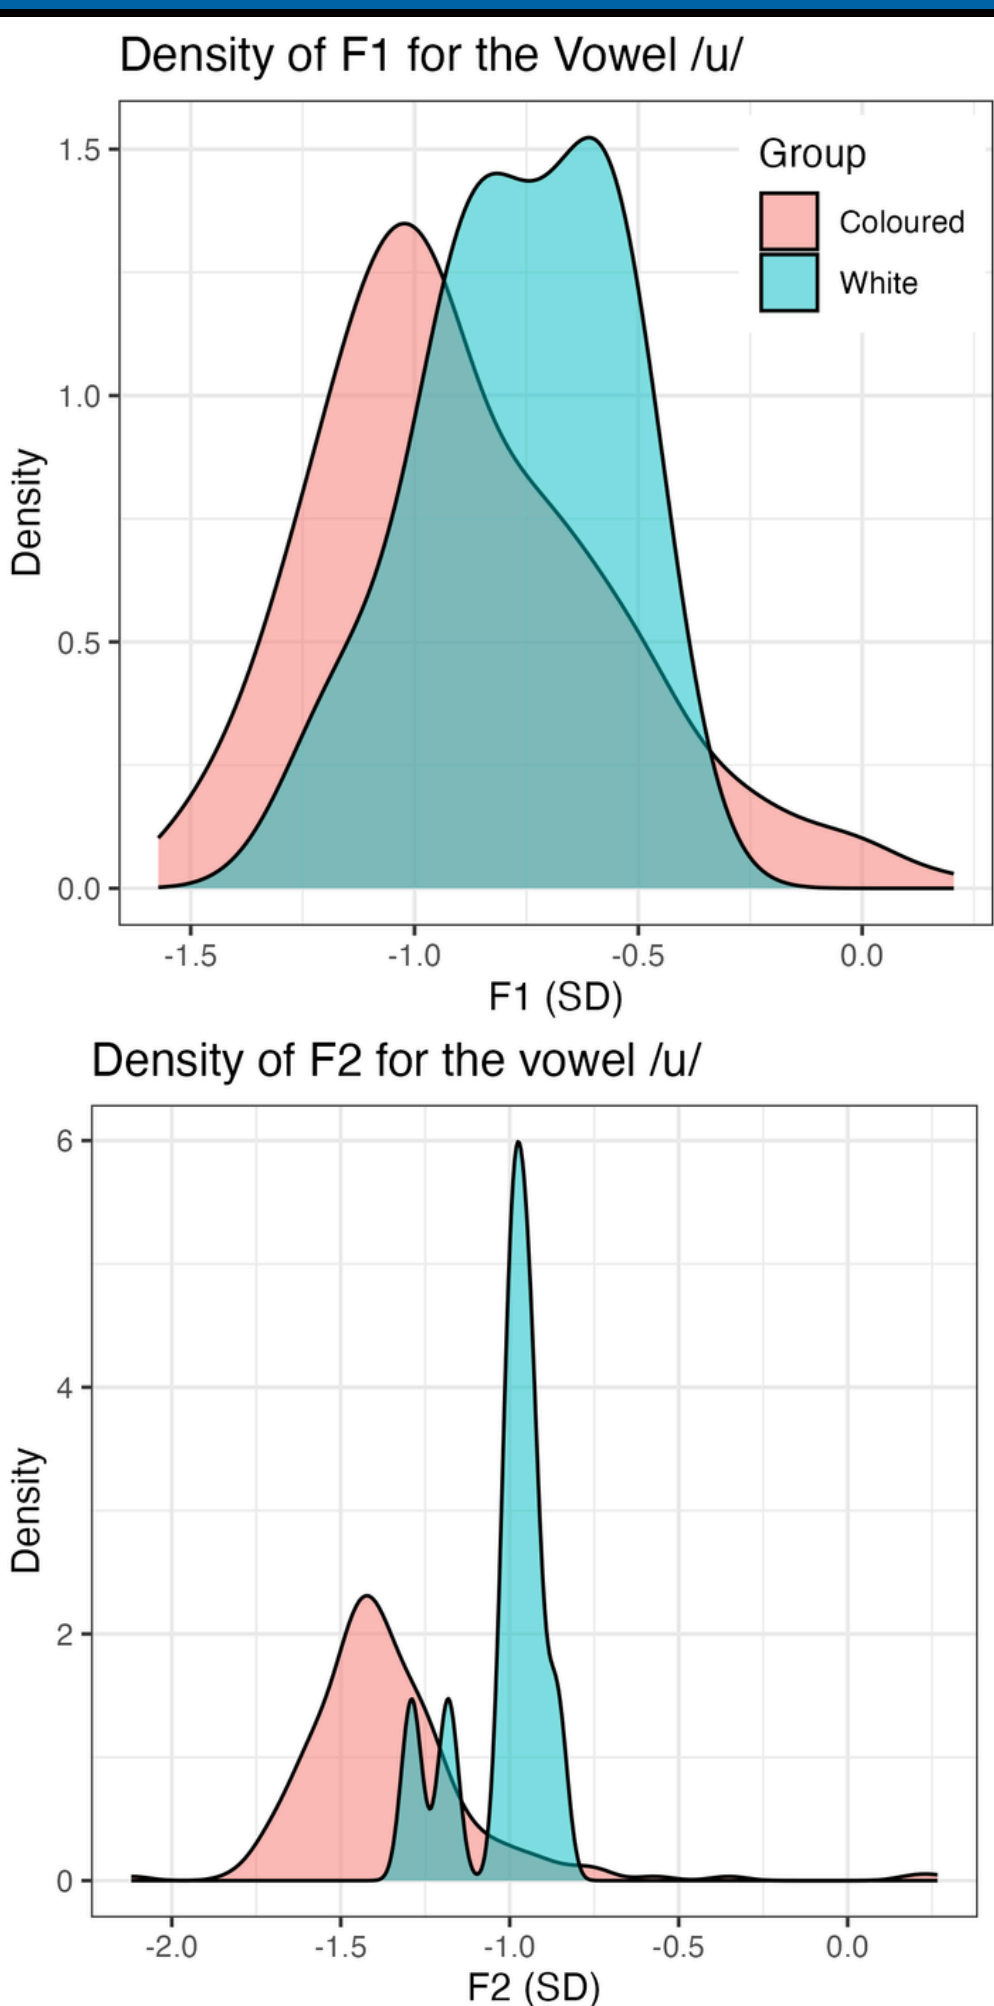 Density of F1 for the Vowel /u/
1.5
1.0
0.5
0.0
Density
Group
Coloured
White
-1.5 -1.0 -0.5 0.0
F1 (SD)
Density of F2 for the vowel /u/
6
4
2
0
Density
-2.0 -1.5 -1.0 -0.5 0.0
F2 (SD)